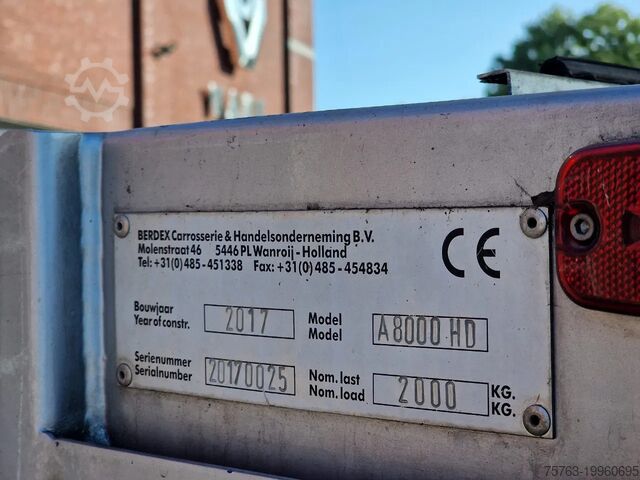 BERDEX Carrosserie & Handelsonderneming B.V.
Molenstraat 46 5446 PL Wanroij - Holland
Tel: +31(0)485-451338 Fax: +31(0)485-454834
CE
Bouwjaar
Year of constr. 2017
Model
Model A8000 HD
Serienummer
Serialnumber 20170025
Nom. last
Nom. load 2000 KG.
KG.
75763-19960695